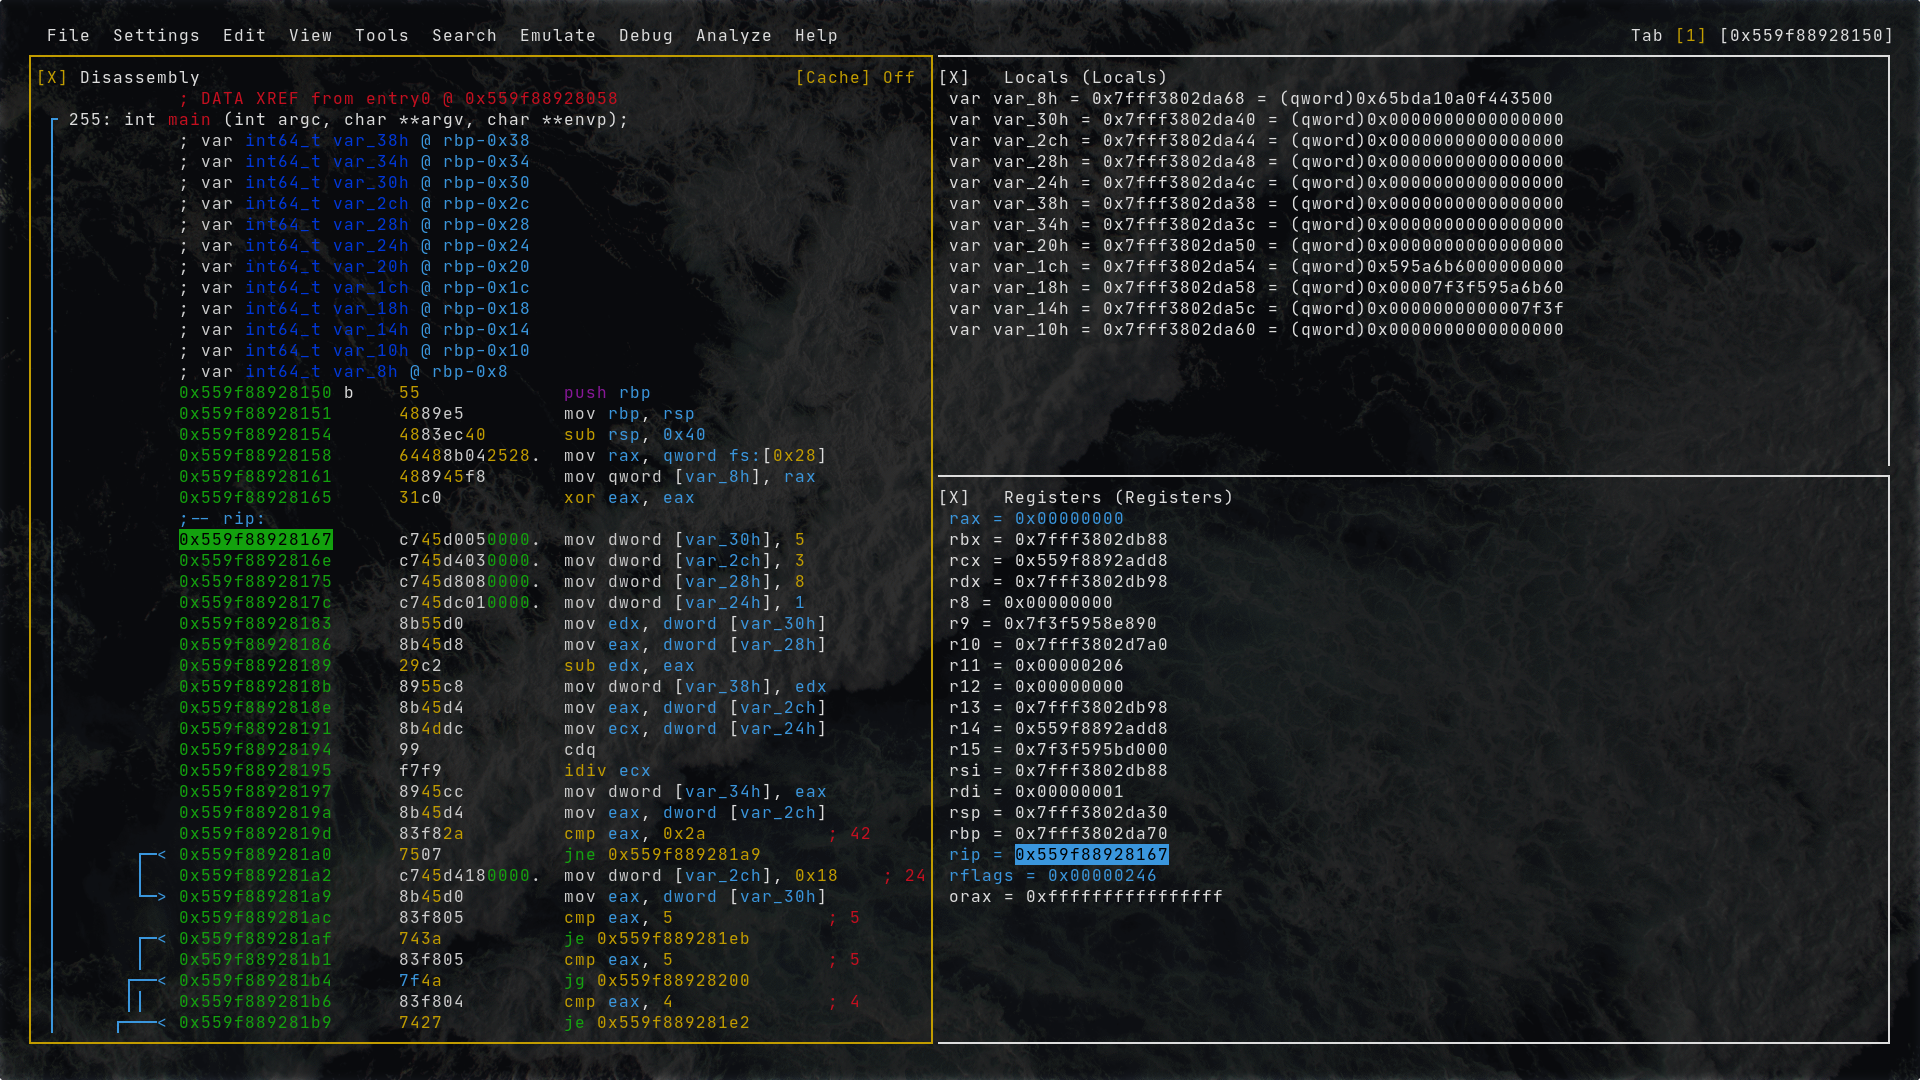 File Settings Edit View Tools Search Emulate Debug Analyze Help Tab [1] [0x559f88928150]
[X] Disassembly [Cache] Off
; DATA XREF from entry0 @ 0x559f88928058
255: int main (int argc, char **argv, char **envp);
; var int64_t var_38h @ rbp-0x38
; var int64_t var_34h @ rbp-0x34
; var int64_t var_30h @ rbp-0x30
; var int64_t var_2ch @ rbp-0x2c
; var int64_t var_28h @ rbp-0x28
; var int64_t var_24h @ rbp-0x24
; var int64_t var_20h @ rbp-0x20
; var int64_t var_1ch @ rbp-0x1c
; var int64_t var_18h @ rbp-0x18
; var int64_t var_14h @ rbp-0x14
; var int64_t var_10h @ rbp-0x10
; var int64_t var_8h @ rbp-0x8
0x559f88928150 b 55 push rbp
0x559f88928151 4889e5 mov rbp, rsp
0x559f88928154 4883ec40 sub rsp, 0x40
0x559f88928158 64488b042528. mov rax, qword fs:[0x28]
0x559f88928161 488945f8 mov qword [var_8h], rax
0x559f88928165 31c0 xor eax, eax
;-- rip:
0x559f88928167 c745d0050000. mov dword [var_30h], 5
0x559f8892816e c745d4030000. mov dword [var_2ch], 3
0x559f88928175 c745d8080000. mov dword [var_28h], 8
0x559f8892817c c745dc010000. mov dword [var_24h], 1
0x559f88928183 8b55d0 mov edx, dword [var_30h]
0x559f88928186 8b45d8 mov eax, dword [var_28h]
0x559f88928189 29c2 sub edx, eax
0x559f8892818b 8955c8 mov dword [var_38h], edx
0x559f8892818e 8b45d4 mov eax, dword [var_2ch]
0x559f88928191 8b4ddc mov ecx, dword [var_24h]
0x559f88928194 99 cdq
0x559f88928195 f7f9 idiv ecx
0x559f88928197 8945cc mov dword [var_34h], eax
0x559f8892819a 8b45d4 mov eax, dword [var_2ch]
0x559f8892819d 83f82a cmp eax, 0x2a ; 42
0x559f889281a0 7507 jne 0x559f889281a9
0x559f889281a2 c745d4180000. mov dword [var_2ch], 0x18 ; 24
0x559f889281a9 8b45d0 mov eax, dword [var_30h]
0x559f889281ac 83f805 cmp eax, 5 ; 5
0x559f889281af 743a je 0x559f889281eb
0x559f889281b1 83f805 cmp eax, 5 ; 5
0x559f889281b4 7f4a jg 0x559f88928200
0x559f889281b6 83f804 cmp eax, 4 ; 4
0x559f889281b9 7427 je 0x559f889281e2
[X] Locals (Locals)
var var_8h = 0x7fff3802da68 = (qword)0x65bda10a0f443500
var var_30h = 0x7fff3802da40 = (qword)0x0000000000000000
var var_2ch = 0x7fff3802da44 = (qword)0x0000000000000000
var var_28h = 0x7fff3802da48 = (qword)0x0000000000000000
var var_24h = 0x7fff3802da4c = (qword)0x0000000000000000
var var_38h = 0x7fff3802da38 = (qword)0x0000000000000000
var var_34h = 0x7fff3802da3c = (qword)0x0000000000000000
var var_20h = 0x7fff3802da50 = (qword)0x0000000000000000
var var_1ch = 0x7fff3802da54 = (qword)0x595a6b6000000000
var var_18h = 0x7fff3802da58 = (qword)0x00007f3f595a6b60
var var_14h = 0x7fff3802da5c = (qword)0x0000000000007f3f
var var_10h = 0x7fff3802da60 = (qword)0x0000000000000000
[X] Registers (Registers)
rax = 0x00000000
rbx = 0x7fff3802db88
rcx = 0x559f8892add8
rdx = 0x7fff3802db98
r8 = 0x00000000
r9 = 0x7f3f5958e890
r10 = 0x7fff3802d7a0
r11 = 0x00000206
r12 = 0x00000000
r13 = 0x7fff3802db98
r14 = 0x559f8892add8
r15 = 0x7f3f595bd000
rsi = 0x7fff3802db88
rdi = 0x00000001
rsp = 0x7fff3802da30
rbp = 0x7fff3802da70
rip = 0x559f88928167
rflags = 0x00000246
orax = 0xffffffffffffffff